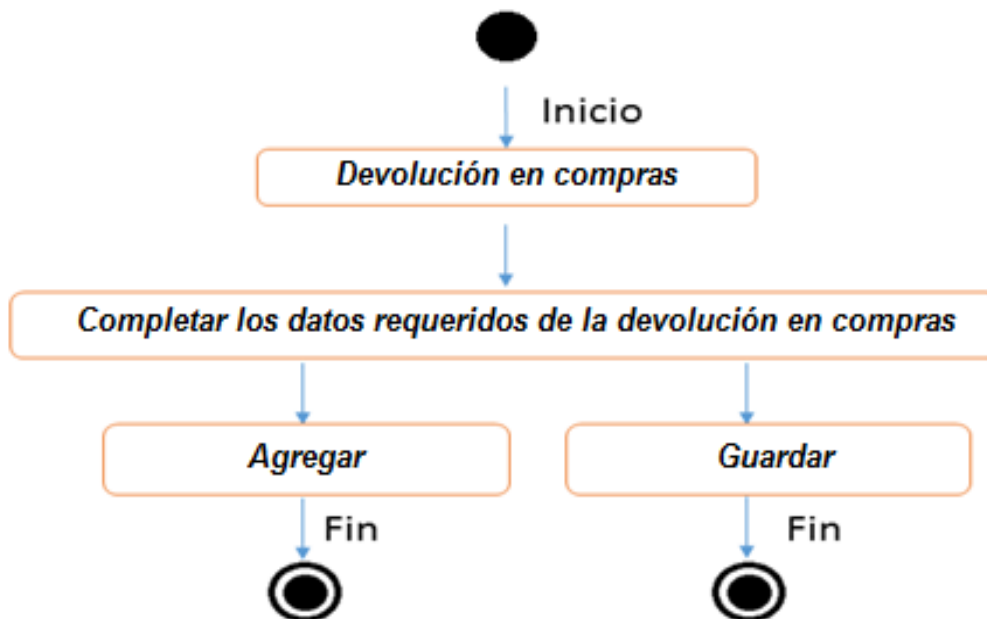 Inicio
Devolución en compras
Completar los datos requeridos de la devolución en compras
Agregar
Guardar
Fin
Fin